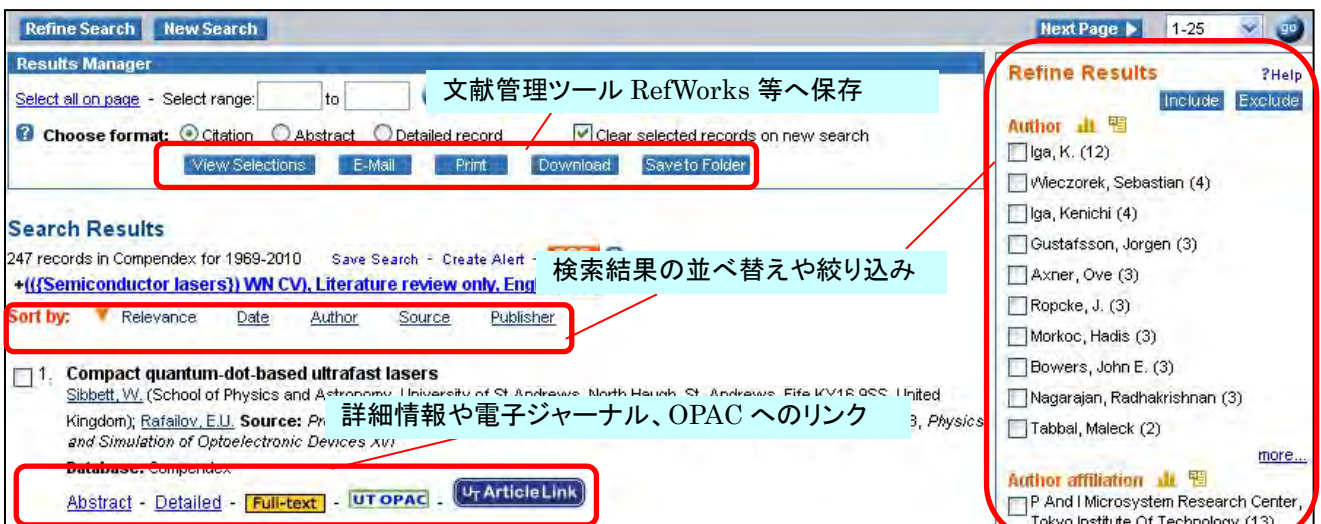 Refine Search New Search Next Page 1-25 go
Results Manager
Select all on page - Select range: to
文献管理ツール RefWorks 等へ保存
Choose format: Citation Abstract Detailed record Clear selected records on new search
View Selections E-Mail Print Download Save to Folder
Search Results
247 records in Compendex for 1969-2010 Save Search - Create Alert -
検索結果の並べ替えや絞り込み
+(({Semiconductor lasers}) WN CV), Literature review only, Eng
Sort by: Relevance Date Author Source Publisher
1. Compact quantum-dot-based ultrafast lasers
Sibbett, W. (School of Physics and Astronomy, University of St Andrews, North Haugh, St. Andrews, Fife KY16 9SS, United
Kingdom); Rafailov, E.U. Source: 3, Physics
詳細情報や電子ジャーナル、OPAC へのリンク
and Simulation of Optoelectronic Devices XVI
Database: Compendex
Abstract - Detailed - Full-text - UT OPAC - UT Article Link
Refine Results ?Help
Include Exclude
Author
Iga, K. (12)
Wieczorek, Sebastian (4)
Iga, Kenichi (4)
Gustafsson, Jorgen (3)
Axner, Ove (3)
Ropcke, J. (3)
Morkoc, Hadis (3)
Bowers, John E. (3)
Nagarajan, Radhakrishnan (3)
Tabbal, Maleck (2)
more...
Author affiliation
P And I Microsystem Research Center,
Tokyo Institute Of Technology (13)